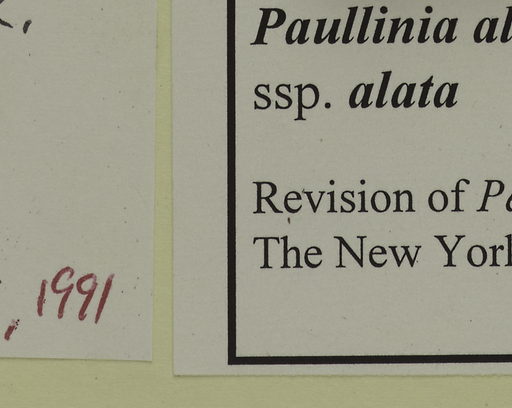 1991
Paullinia al
ssp. alata
Revision of Pa
The New York